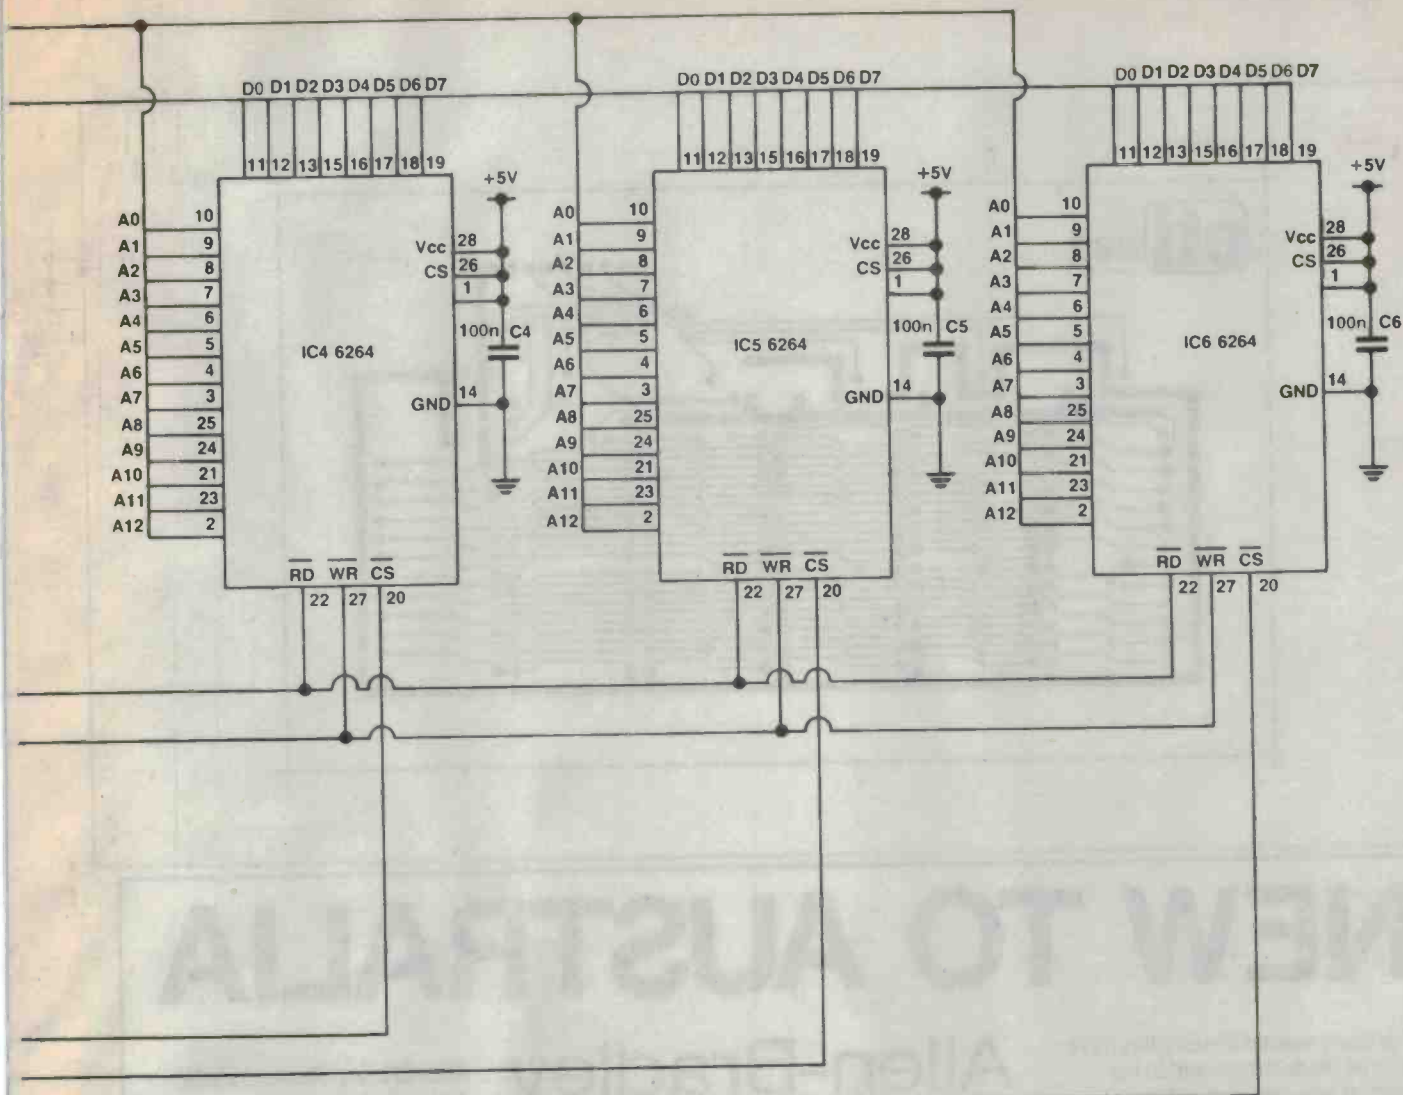 D0 D1 D2 D3 D4 D5 D6 D7
11 12 13 15 16 17 18 19
+5V
A0 10
A1 9
A2 8
A3 7
A4 6
A5 5
A6 4
A7 3
A8 25
A9 24
A10 21
A11 23
A12 2
Vcc 28
CS 26
1
100n C4
IC4 6264
GND 14
RD WR CS
22 27 20
D0 D1 D2 D3 D4 D5 D6 D7
11 12 13 15 16 17 18 19
+5V
A0 10
A1 9
A2 8
A3 7
A4 6
A5 5
A6 4
A7 3
A8 25
A9 24
A10 21
A11 23
A12 2
Vcc 28
CS 26
1
100n C5
IC5 6264
GND 14
RD WR CS
22 27 20
D0 D1 D2 D3 D4 D5 D6 D7
11 12 13 15 16 17 18 19
+5V
A0 10
A1 9
A2 8
A3 7
A4 6
A5 5
A6 4
A7 3
A8 25
A9 24
A10 21
A11 23
A12 2
Vcc 28
CS 26
1
100n C6
IC6 6264
GND 14
RD WR CS
22 27 20
NEW TO AUSTRALIA
Allen-Bradley